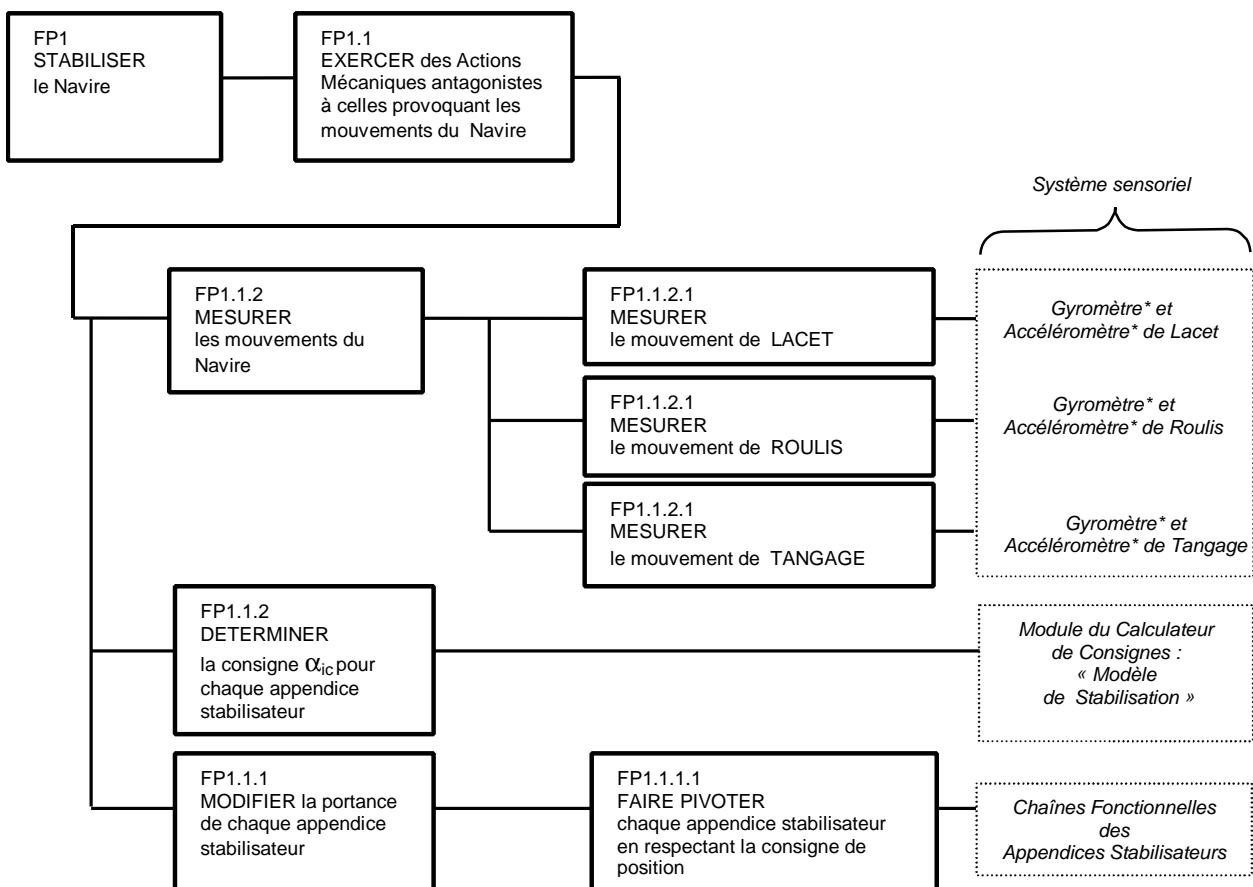 FP1
STABILISER
le Navire
FP1.1
EXERCER des Actions
Mécaniques antagonistes
à celles provoquant les
mouvements du Navire
Système sensoriel
FP1.1.2
MESURER
les mouvements du
Navire
FP1.1.2.1
MESURER
le mouvement de LACET
Gyromètre* et
Accéléromètre* de Lacet
FP1.1.2.1
MESURER
le mouvement de ROULIS
Gyromètre* et
Accéléromètre* de Roulis
FP1.1.2.1
MESURER
le mouvement de TANGAGE
Gyromètre* et
Accéléromètre* de Tangage
FP1.1.2
DETERMINER
la consigne αic pour
chaque appendice
stabilisateur
Module du Calculateur
de Consignes :
« Modèle
de Stabilisation »
FP1.1.1
MODIFIER la portance
de chaque appendice
stabilisateur
FP1.1.1.1
FAIRE PIVOTER
chaque appendice stabilisateur
en respectant la consigne de
position
Chaînes Fonctionnelles
des
Appendices Stabilisateurs